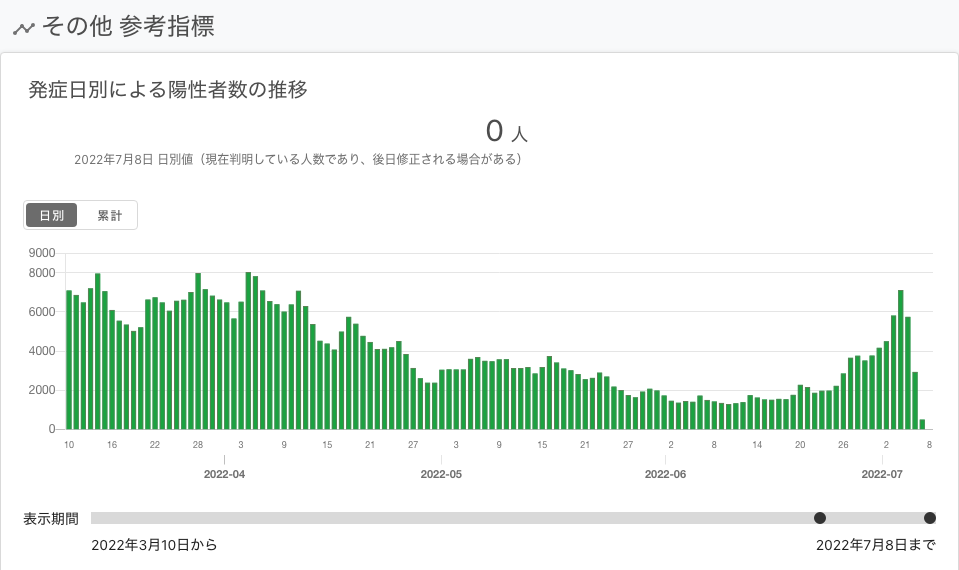 その他 参考指標
発症日別による陽性者数の推移
0 人
2022年7月8日 日別値（現在判明している人数であり、後日修正される場合がある）
日別 累計
9000
8000
6000
4000
2000
0
10 16 22 28 3 9 15 21 27 3 9 15 21 27 2 8 14 20 26 2 8
2022-04 2022-05 2022-06 2022-07
表示期間
2022年3月10日から 2022年7月8日まで